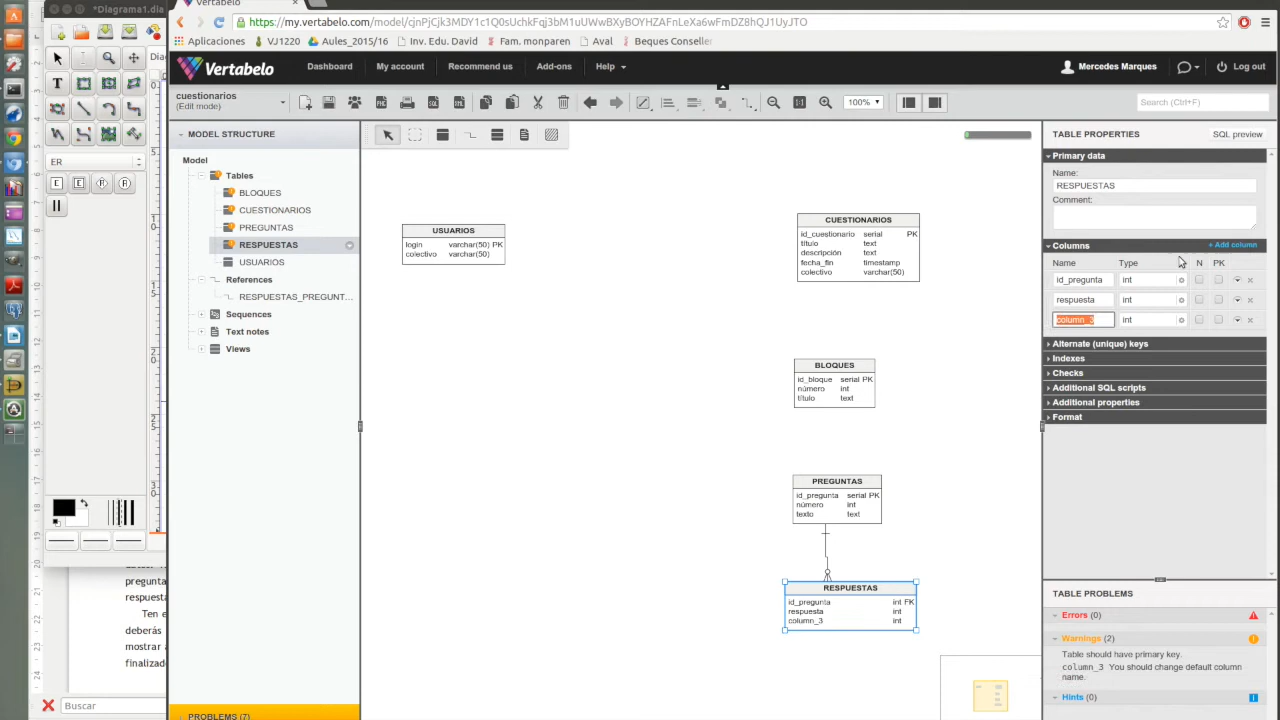 *Diagrama1.dia
Vertabelo
https://my.vertabelo.com/model/cjnPjCjk3MDY1c1Q0sUchkFqj3bM1uUWwBXyBOYHZAFnLeXa6wFmDZ8hQJ1UyJTO
Aplicaciones
VJ1220
Aules_2015/16
Inv. Edu. David
Fam. monparen
Aval
Beques Conseller
Vertabelo
Dashboard
My account
Recommend us
Add-ons
Help
Mercedes Marques
Log out
cuestionarios
(Edit mode)
100%
Search (Ctrl+F)
ER
MODEL STRUCTURE
Model
Tables
BLOQUES
CUESTIONARIOS
PREGUNTAS
RESPUESTAS
USUARIOS
References
RESPUESTAS_PREGUNT...
Sequences
Text notes
Views
PROBLEMS (7)
USUARIOS
login varchar(50) PK
colectivo varchar(50)
CUESTIONARIOS
id_cuestionario serial PK
título text
descripción text
fecha_fin timestamp
colectivo varchar(50)
BLOQUES
id_bloque serial PK
número int
título text
PREGUNTAS
id_pregunta serial PK
número int
texto text
RESPUESTAS
id_pregunta int FK
respuesta int
column_3 int
TABLE PROPERTIES
SQL preview
Primary data
Name:
RESPUESTAS
Comment:
Columns
+ Add column
Name Type N PK
id_pregunta int
respuesta int
column_3 int
Alternate (unique) keys
Indexes
Checks
Additional SQL scripts
Additional properties
Format
TABLE PROBLEMS
Errors (0)
Warnings (2)
Table should have primary key.
column_3 You should change default column
name.
Hints (0)
pregunta
respuesta
Ten e
deberás
mostrar a
finalizado
Buscar